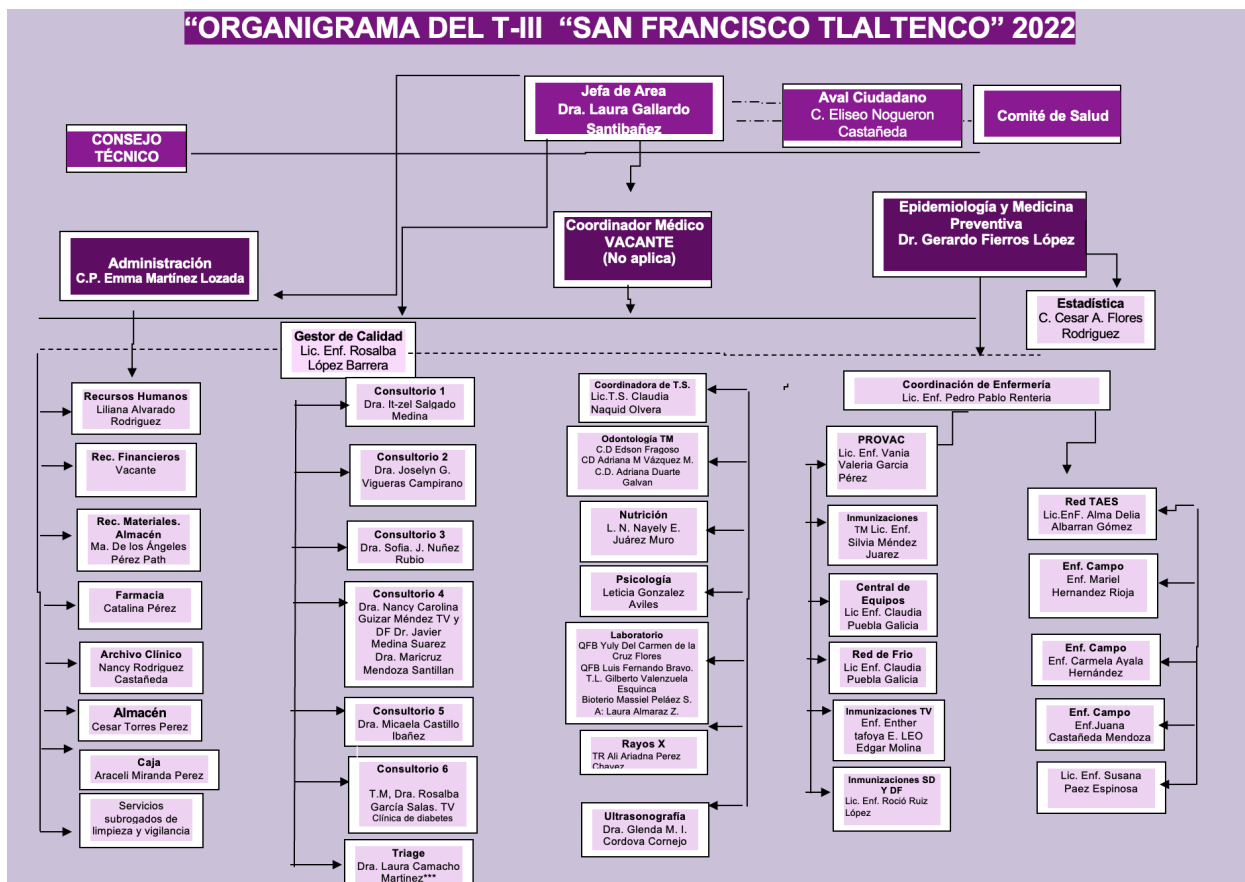 “ORGANIGRAMA DEL T-III “SAN FRANCISCO TLALTENCO” 2022
Jefa de Area
Dra. Laura Gallardo
Santibañez
Aval Ciudadano
C. Eliseo Nogueron
Castañeda
Comité de Salud
CONSEJO
TÉCNICO
Administración
C.P. Emma Martínez Lozada
Coordinador Médico
VACANTE
(No aplica)
Epidemiología y Medicina
Preventiva
Dr. Gerardo Fierros López
Estadística
C. Cesar A. Flores
Rodriguez
Gestor de Calidad
Lic. Enf. Rosalba
López Barrera
Recursos Humanos
Liliana Alvarado
Rodriguez
Rec. Financieros
Vacante
Rec. Materiales.
Almacén
Ma. De los Ángeles
Pérez Path
Farmacia
Catalina Pérez
Archivo Clínico
Nancy Rodriguez
Castañeda
Almacén
Cesar Torres Perez
Caja
Araceli Miranda Perez
Servicios
subrogados de
limpieza y vigilancia
Consultorio 1
Dra. It-zel Salgado
Medina
Consultorio 2
Dra. Joselyn G.
Vigueras Campirano
Consultorio 3
Dra. Sofia. J. Nuñez
Rubio
Consultorio 4
Dra. Nancy Carolina
Guizar Méndez TV y
DF Dr. Javier
Medina Suarez
Dra. Maricruz
Mendoza Santillan
Consultorio 5
Dra. Micaela Castillo
Ibañez
Consultorio 6
T.M, Dra. Rosalba
García Salas. TV
Clínica de diabetes
Triage
Dra. Laura Camacho
Martinez***
Coordinadora de T.S.
Lic.T.S. Claudia
Naquid Olvera
Odontología TM
C.D Edson Fragoso
CD Adriana M Vázquez M.
C.D. Adriana Duarte
Galvan
Nutrición
L. N. Nayely E.
Juárez Muro
Psicología
Leticia Gonzalez
Aviles
Laboratorio
QFB Yuly Del Carmen de la
Cruz Flores
QFB Luis Fernando Bravo.
T.L. Gilberto Valenzuela
Esquinca
Bioterio Massiel Peláez S.
A: Laura Almaraz Z.
Rayos X
TR Ali Ariadna Perez
Chavez
Ultrasonografía
Dra. Glenda M. I.
Cordova Cornejo
Coordinación de Enfermería
Lic. Enf. Pedro Pablo Renteria
PROVAC
Lic. Enf. Vania
Valeria Garcia
Pérez
Inmunizaciones
TM Lic. Enf.
Silvia Méndez
Juarez
Central de
Equipos
Lic Enf. Claudia
Puebla Galicia
Red de Frio
Lic Enf. Claudia
Puebla Galicia
Inmunizaciones TV
Enf. Enther
tafoya E. LEO
Edgar Molina
Inmunizaciones SD
Y DF
Lic. Enf. Roció Ruiz
López
Red TAES
Lic.EnF. Alma Delia
Albarran Gómez
Enf. Campo
Enf. Mariel
Hernandez Rioja
Enf. Campo
Enf. Carmela Ayala
Hernández
Enf. Campo
Enf.Juana
Castañeda Mendoza
Lic. Enf. Susana
Paez Espinosa